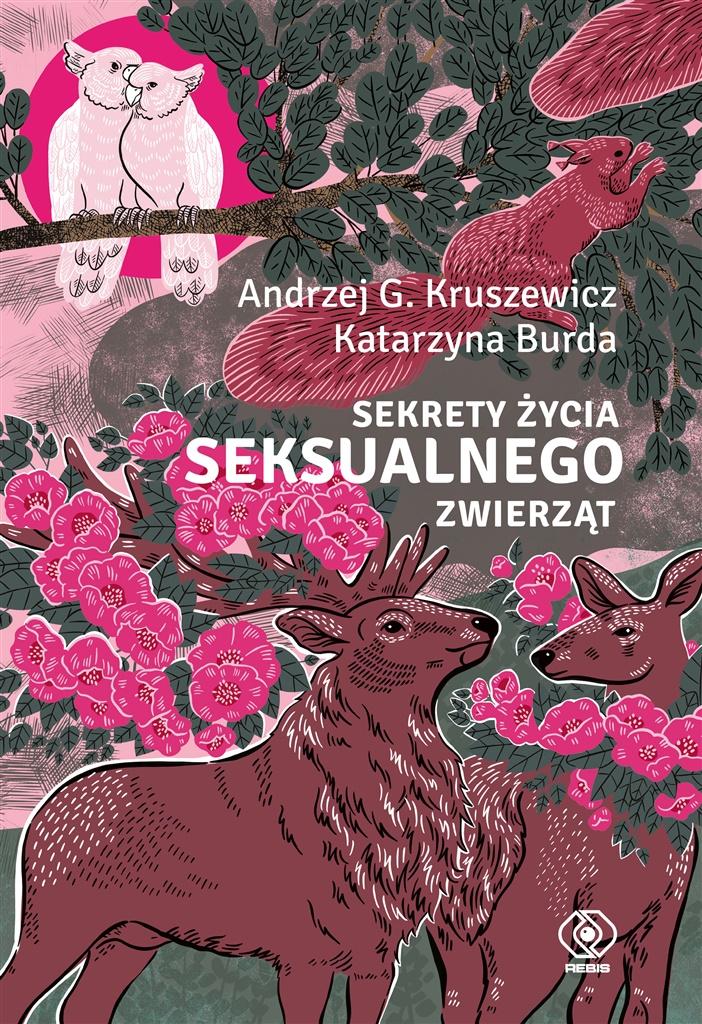 Andrzej G. Kruszewicz
Katarzyna Burda
SEKRETY ŻYCIA
SEKSUALNEGO
ZWIERZĄT
REBIS